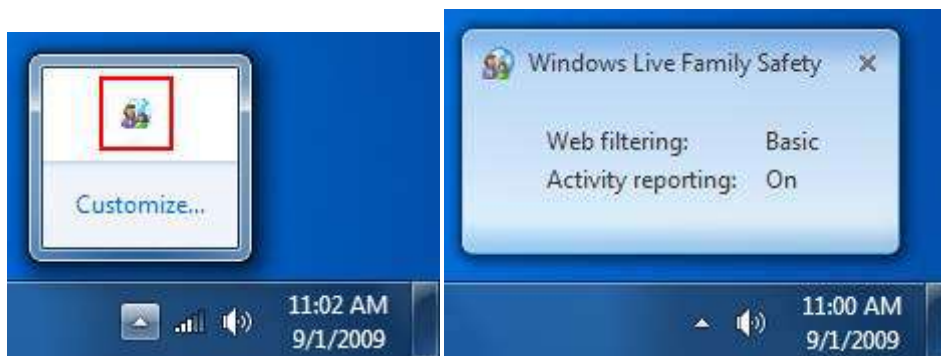 Customize...
11:02 AM
9/1/2009
Windows Live Family Safety
Web filtering: Basic
Activity reporting: On
11:00 AM
9/1/2009